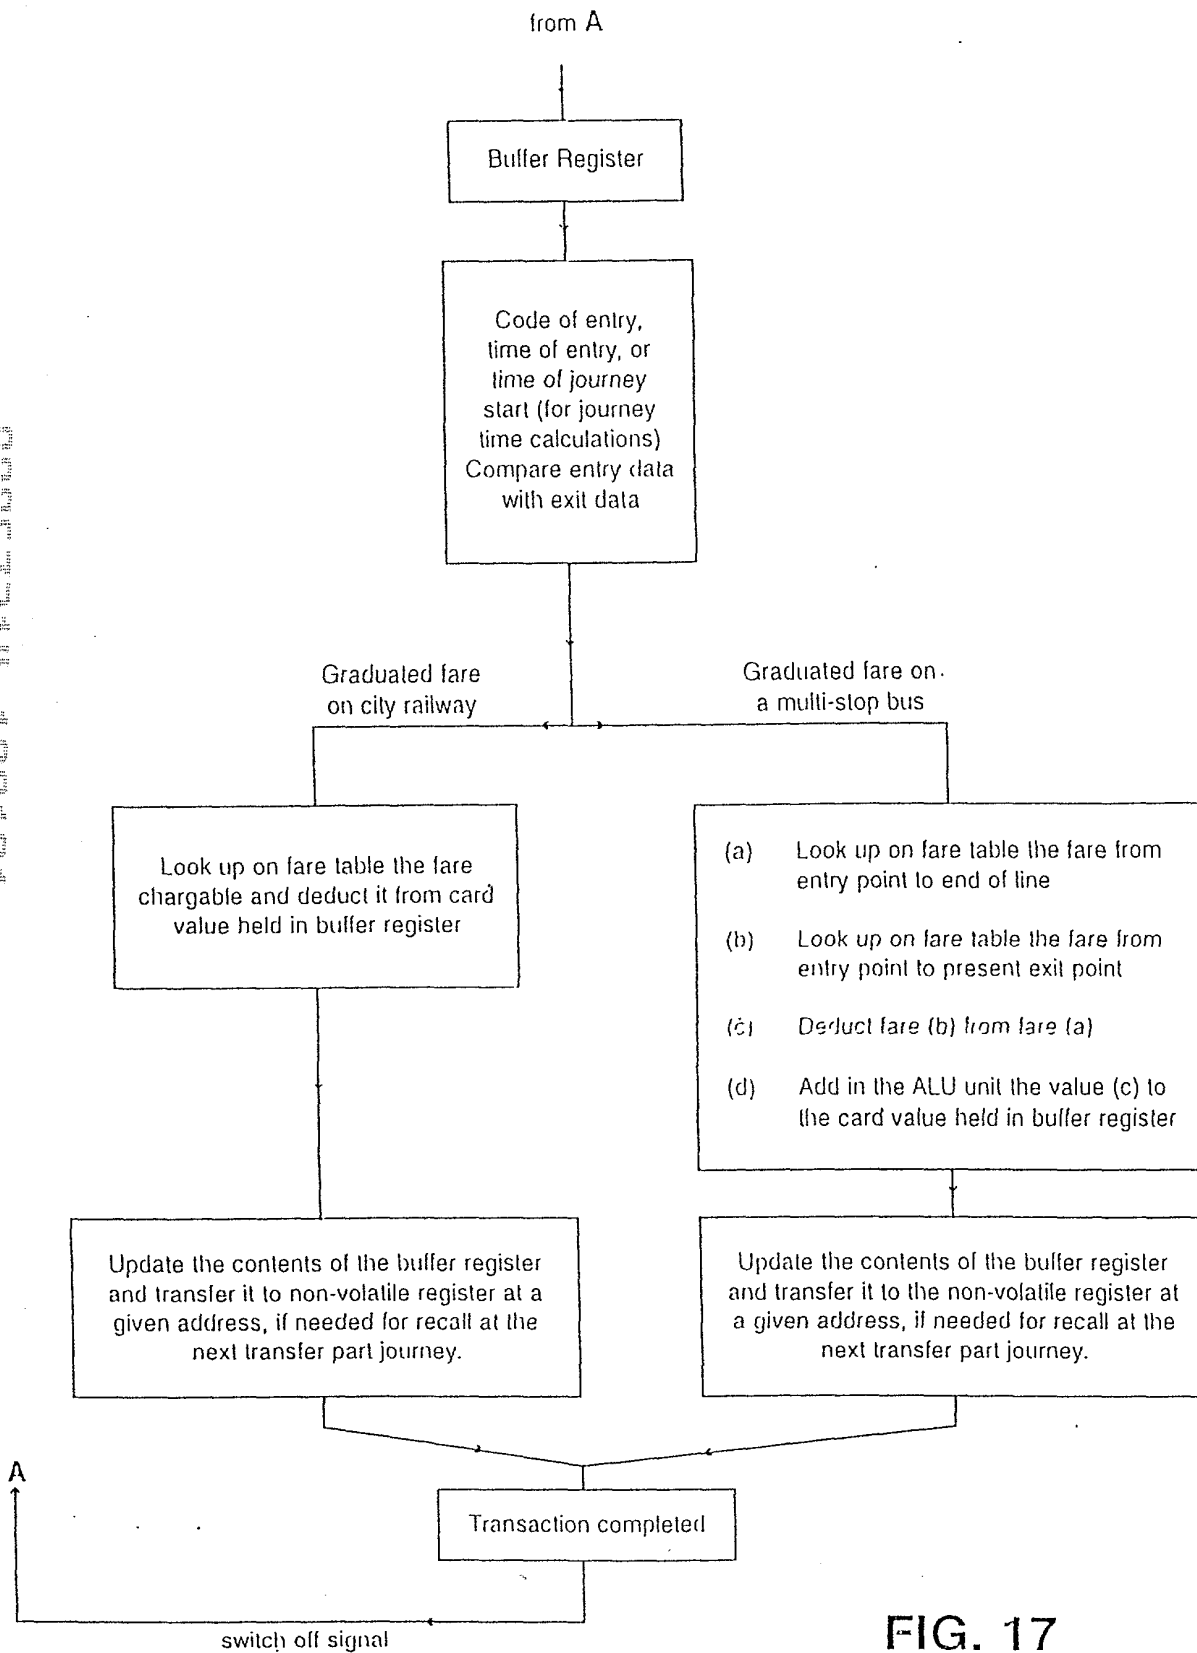 from A
Buffer Register
Code of entry,
time of entry, or
time of journey
start (for journey
time calculations)
Compare entry data
with exit data
Graduated fare
on city railway
Graduated fare on
a multi-stop bus
Look up on fare table the fare
chargable and deduct it from card
value held in buffer register
(a) Look up on fare table the fare from
entry point to end of line
(b) Look up on fare table the fare from
entry point to present exit point
(c) Deduct fare (b) from fare (a)
(d) Add in the ALU unit the value (c) to
the card value held in buffer register
Update the contents of the buffer register
and transfer it to non-volatile register at a
given address, if needed for recall at the
next transfer part journey.
Update the contents of the buffer register
and transfer it to the non-volatile register at
a given address, if needed for recall at the
next transfer part journey.
A
Transaction completed
switch off signal
FIG. 17